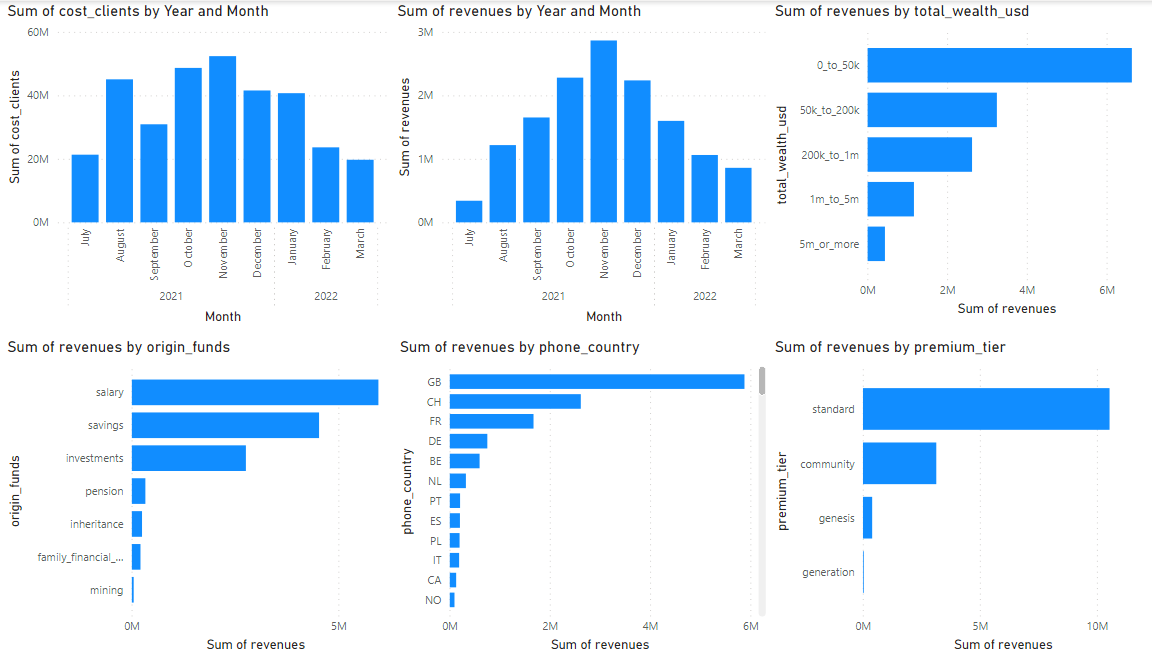 Sum of cost_clients by Year and Month
60M
40M
20M
0M
Sum of cost_clients
July
August
September
October
November
December
January
February
March
2021
2022
Month
Sum of revenues by Year and Month
3M
2M
1M
0M
Sum of revenues
July
August
September
October
November
December
January
February
March
2021
2022
Month
Sum of revenues by total_wealth_usd
total_wealth_usd
0_to_50k
50k_to_200k
200k_to_1m
1m_to_5m
5m_or_more
0M
2M
4M
6M
Sum of revenues
Sum of revenues by origin_funds
origin_funds
salary
savings
investments
pension
inheritance
family_financial_...
mining
0M
5M
Sum of revenues
Sum of revenues by phone_country
phone_country
GB
CH
FR
DE
BE
NL
PT
ES
PL
IT
CA
NO
0M
2M
4M
6M
Sum of revenues
Sum of revenues by premium_tier
premium_tier
standard
community
genesis
generation
0M
5M
10M
Sum of revenues